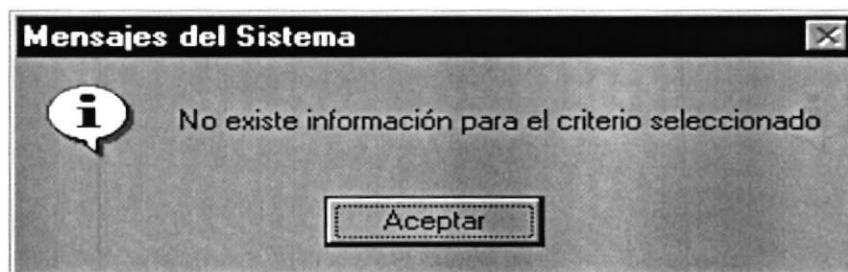 Mensajes del Sistema
No existe información para el criterio seleccionado
Aceptar